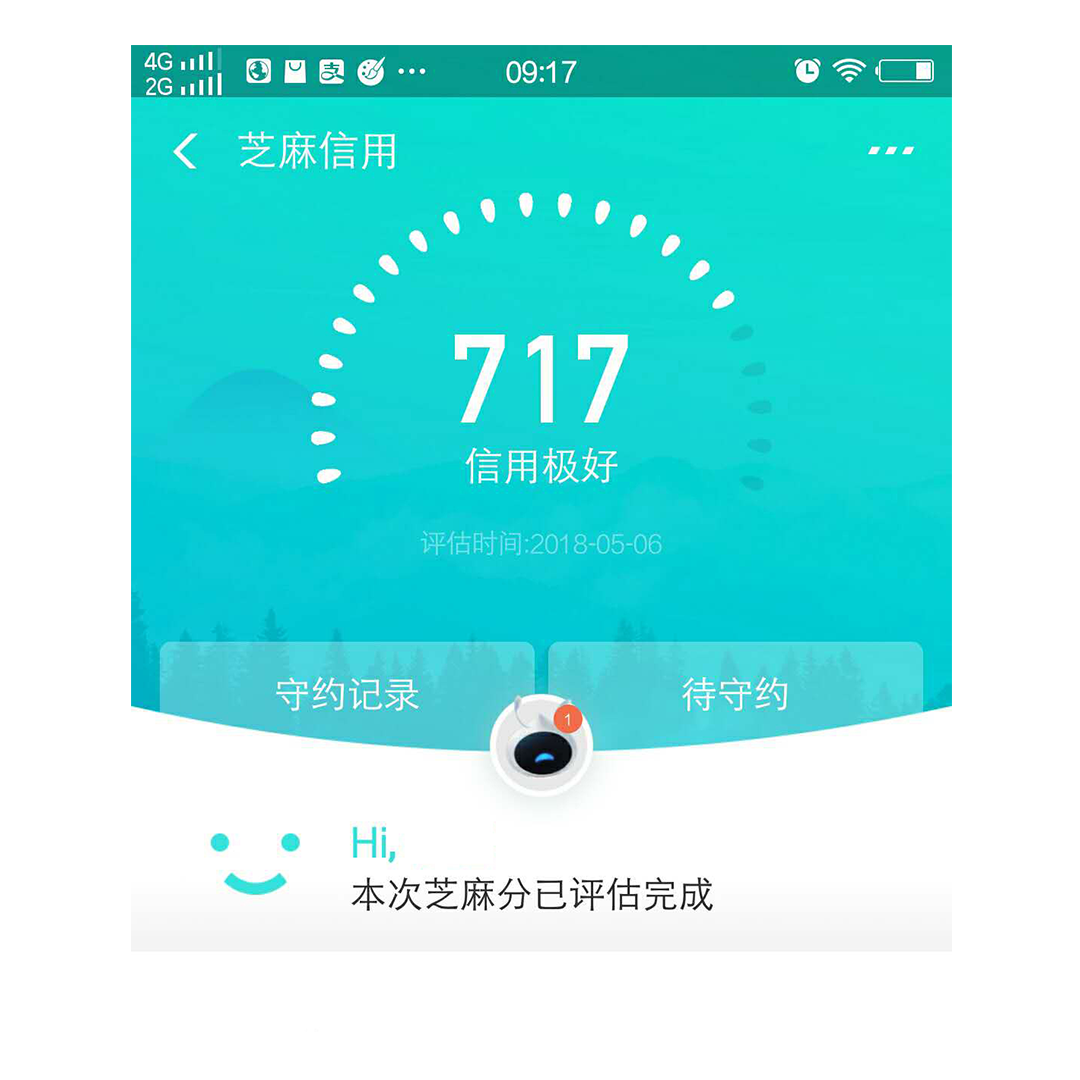 4G
2G
支
09:17
芝麻信用
717
信用极好
评估时间:2018-05-06
守约记录
待守约
1
Hi,
本次芝麻分已评估完成